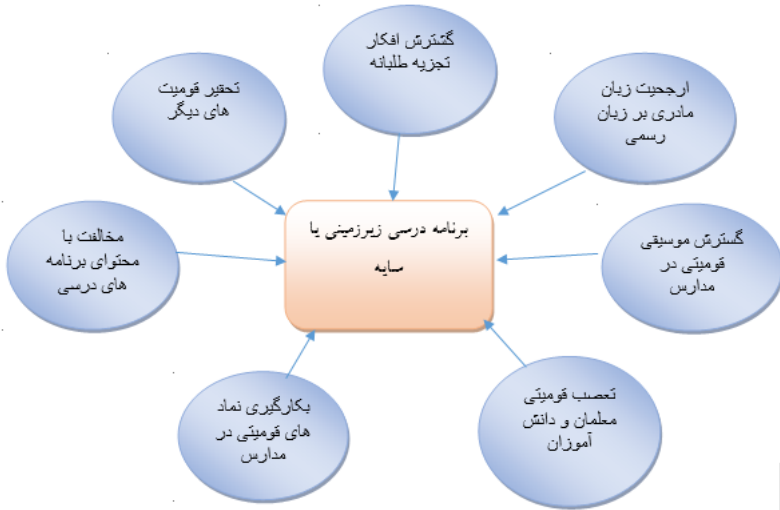 گسترش افکار
تجزیه طلبانه
ارجحیت زبان
مادری بر زبان
رسمی
تحقیر قومیت
های دیگر
برنامه درسی زیرزمینی یا
سایه
گسترش موسیقی
قومیتی در
مدارس
مخالفت با
محتوای برنامه
های درسی
تعصب قومیتی
معلمان و دانش
آموزان
بکارگیری نماد
های قومیتی در
مدارس